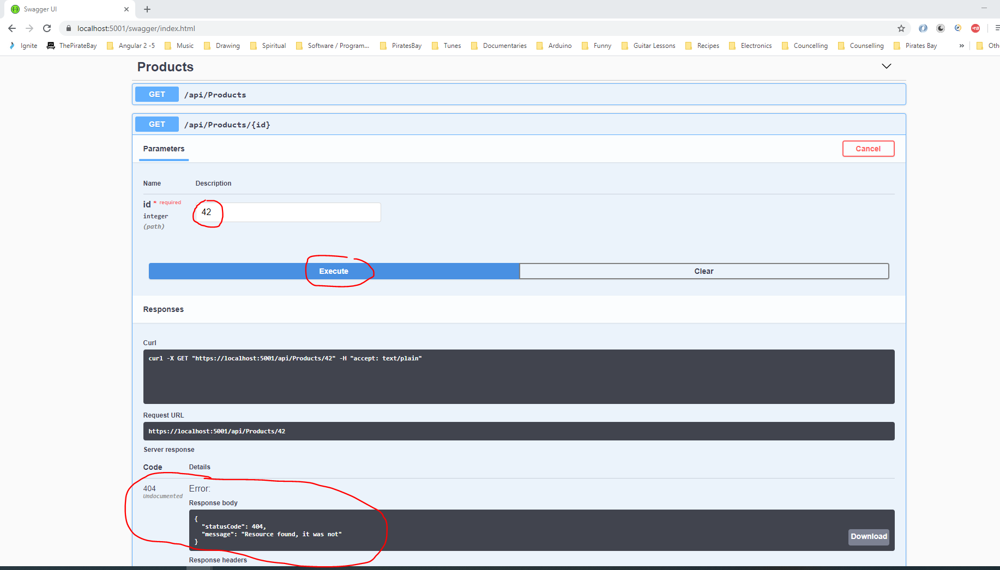 Swagger UI
localhost:5001/swagger/index.html
Ignite ThePirateBay Angular 2 -5 Music Drawing Spiritual Software / Program... PiratesBay Tunes Documentaries Arduino Funny Guitar Lessons Recipes Electronics Councelling Counselling Pirates Bay » Oth
Products
GET /api/Products
GET /api/Products/{id}
Parameters Cancel
Name Description
id * required 42
integer
(path)
Execute Clear
Responses
Curl
curl -X GET "https://localhost:5001/api/Products/42" -H "accept: text/plain"
Request URL
https://localhost:5001/api/Products/42
Server response
Code Details
404 Error:
Undocumented
Response body
{
"statusCode": 404,
"message": "Resource found, it was not"
}
Download
Response headers